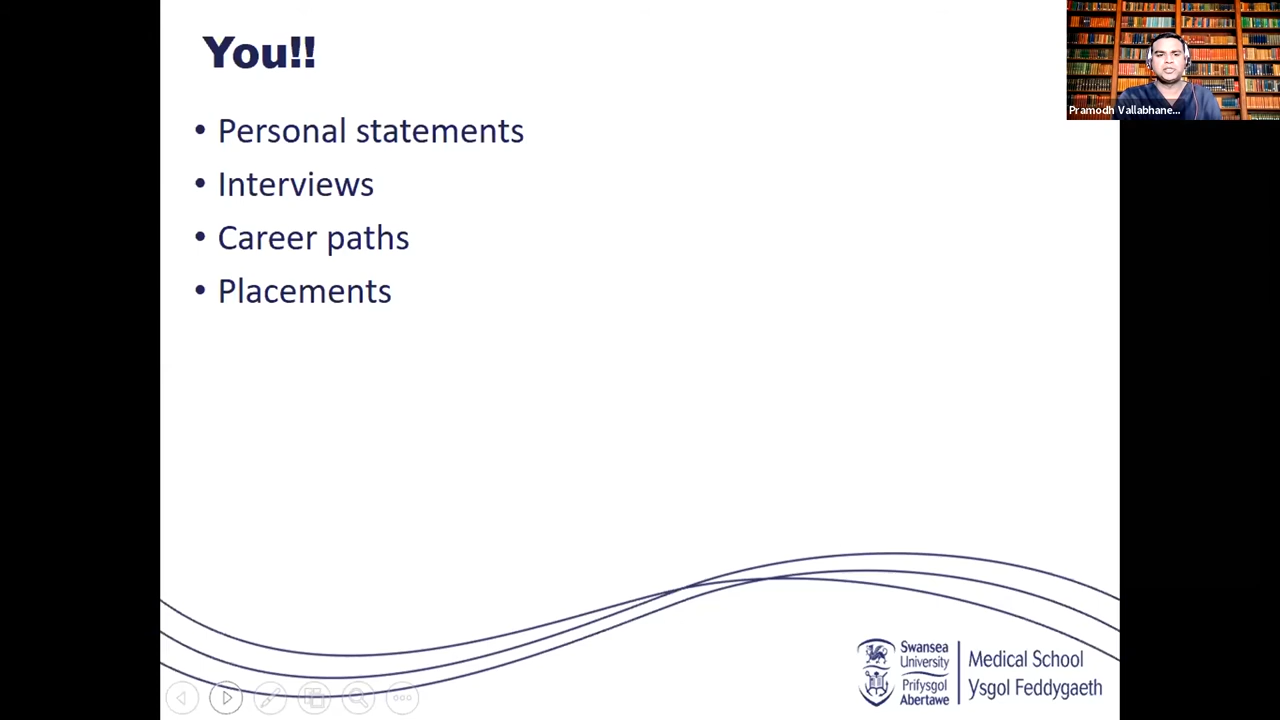 You!!
• Personal statements
• Interviews
• Career paths
• Placements
Pramodh Vallabhane...
Swansea
University
Prifysgol
Abertawe
Medical School
Ysgol Feddygaeth